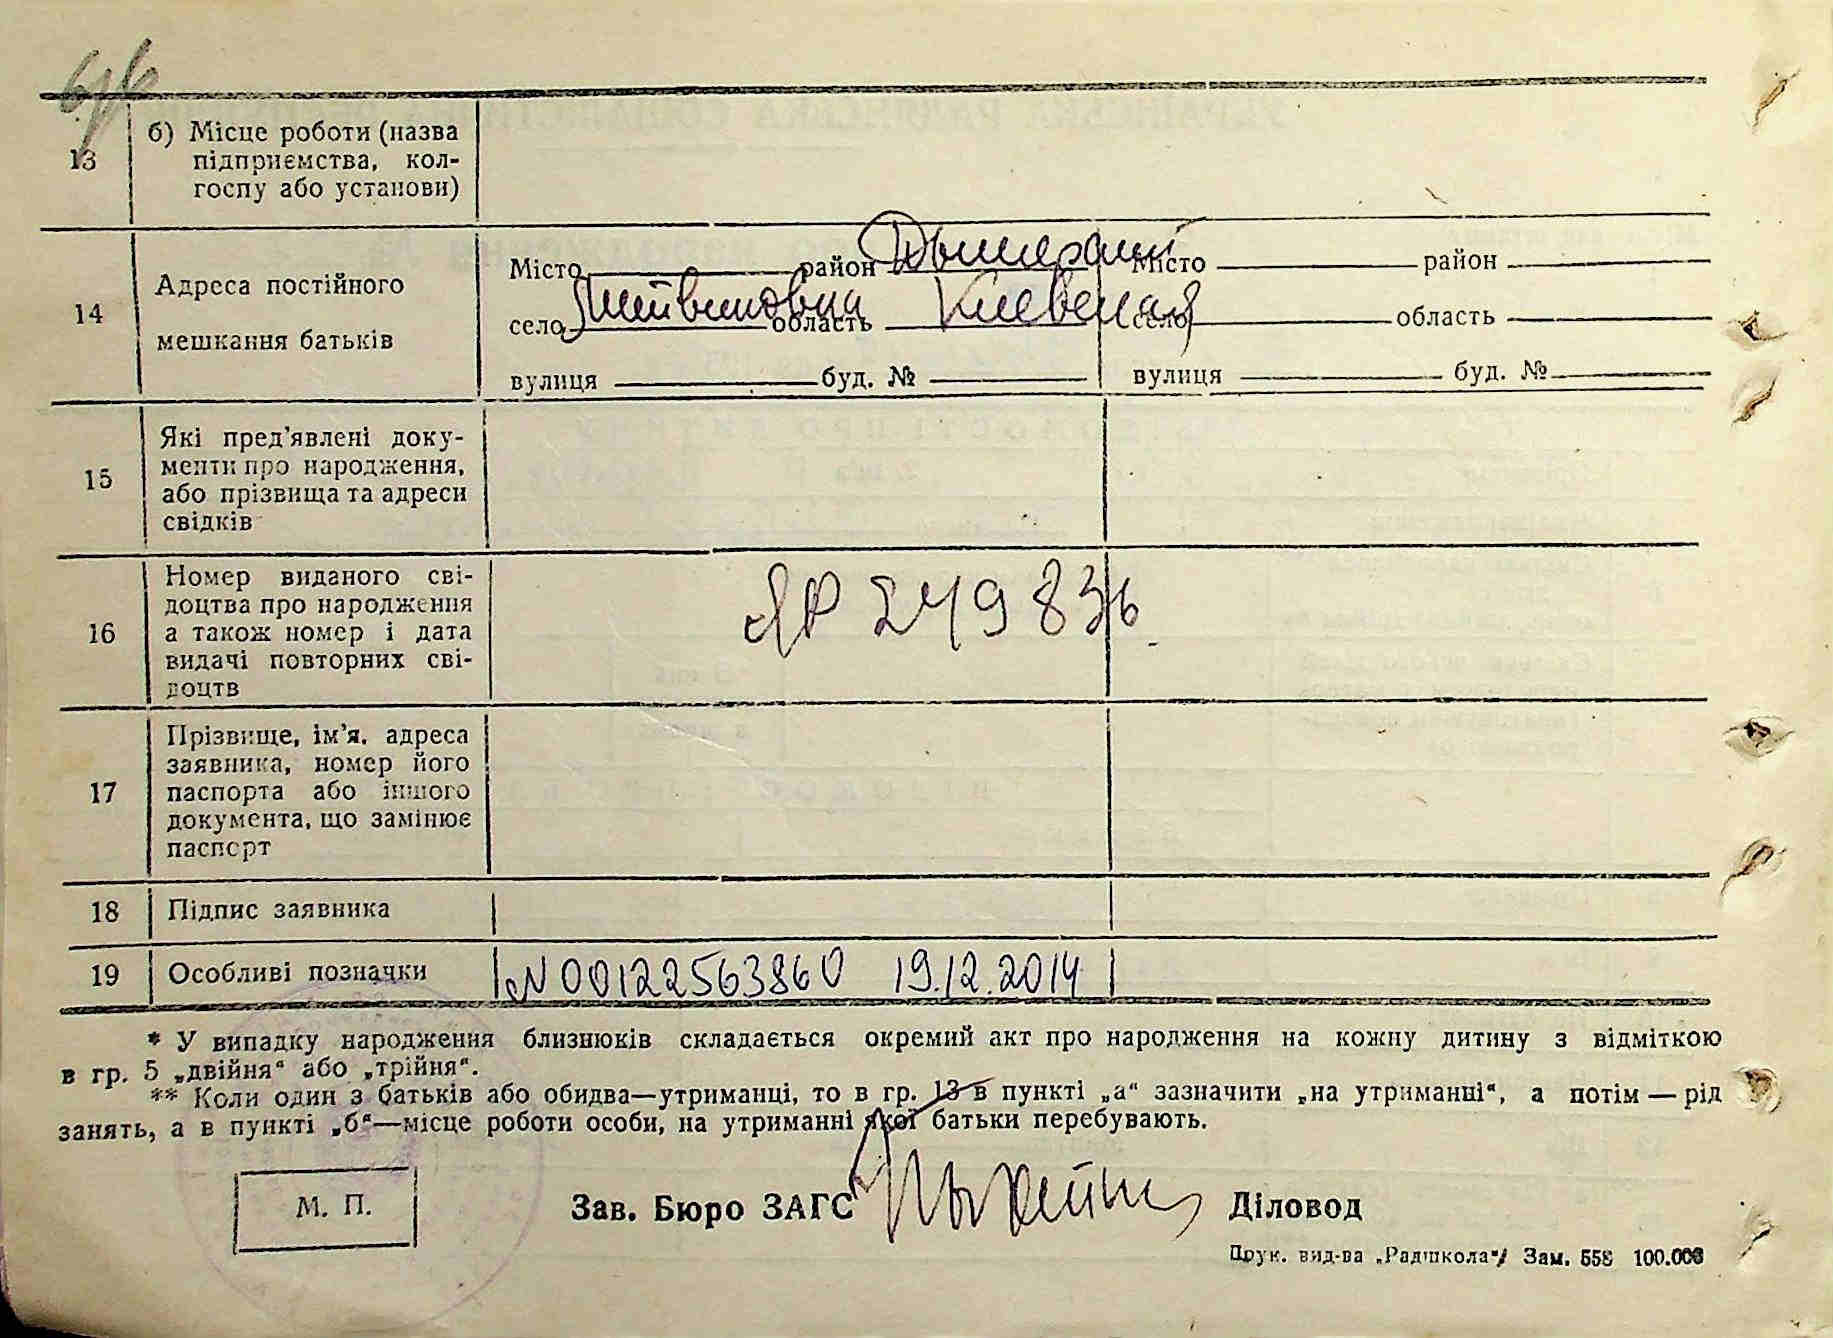 б/б
13 б) Місце роботи (назва
підприємства, кол-
госпу або установи)
14 Адреса постійного
мешкання батьків
Місто район Дымерский Місто район
село Литвиновка область Киевская село область
вулиця буд. № вулиця буд. №
15 Які пред'явлені доку-
менти про народження,
або прізвища та адреси
свідків
16 Номер виданого сві-
доцтва про народження
а також номер і дата
видачі повторних сві-
доцтв
ЯР 249836
17 Прізвище, ім'я, адреса
заявника, номер його
паспорта або іншого
документа, що замінює
паспорт
18 Підпис заявника
19 Особливі позначки N 00122563860 19.12.2014
* У випадку народження близнюків складається окремий акт про народження на кожну дитину з відміткою
в гр. 5 „двійня“ або „трійня“.
** Коли один з батьків або обидва—утриманці, то в гр. 13 в пункті „а“ зазначити „на утриманні“, а потім — рід
занять, а в пункті „б“—місце роботи особи, на утриманні якої батьки перебувають.
М. П. Зав. Бюро ЗАГС Діловод
Друк. вид-ва „Радшкола“ Зам. 558 100.000